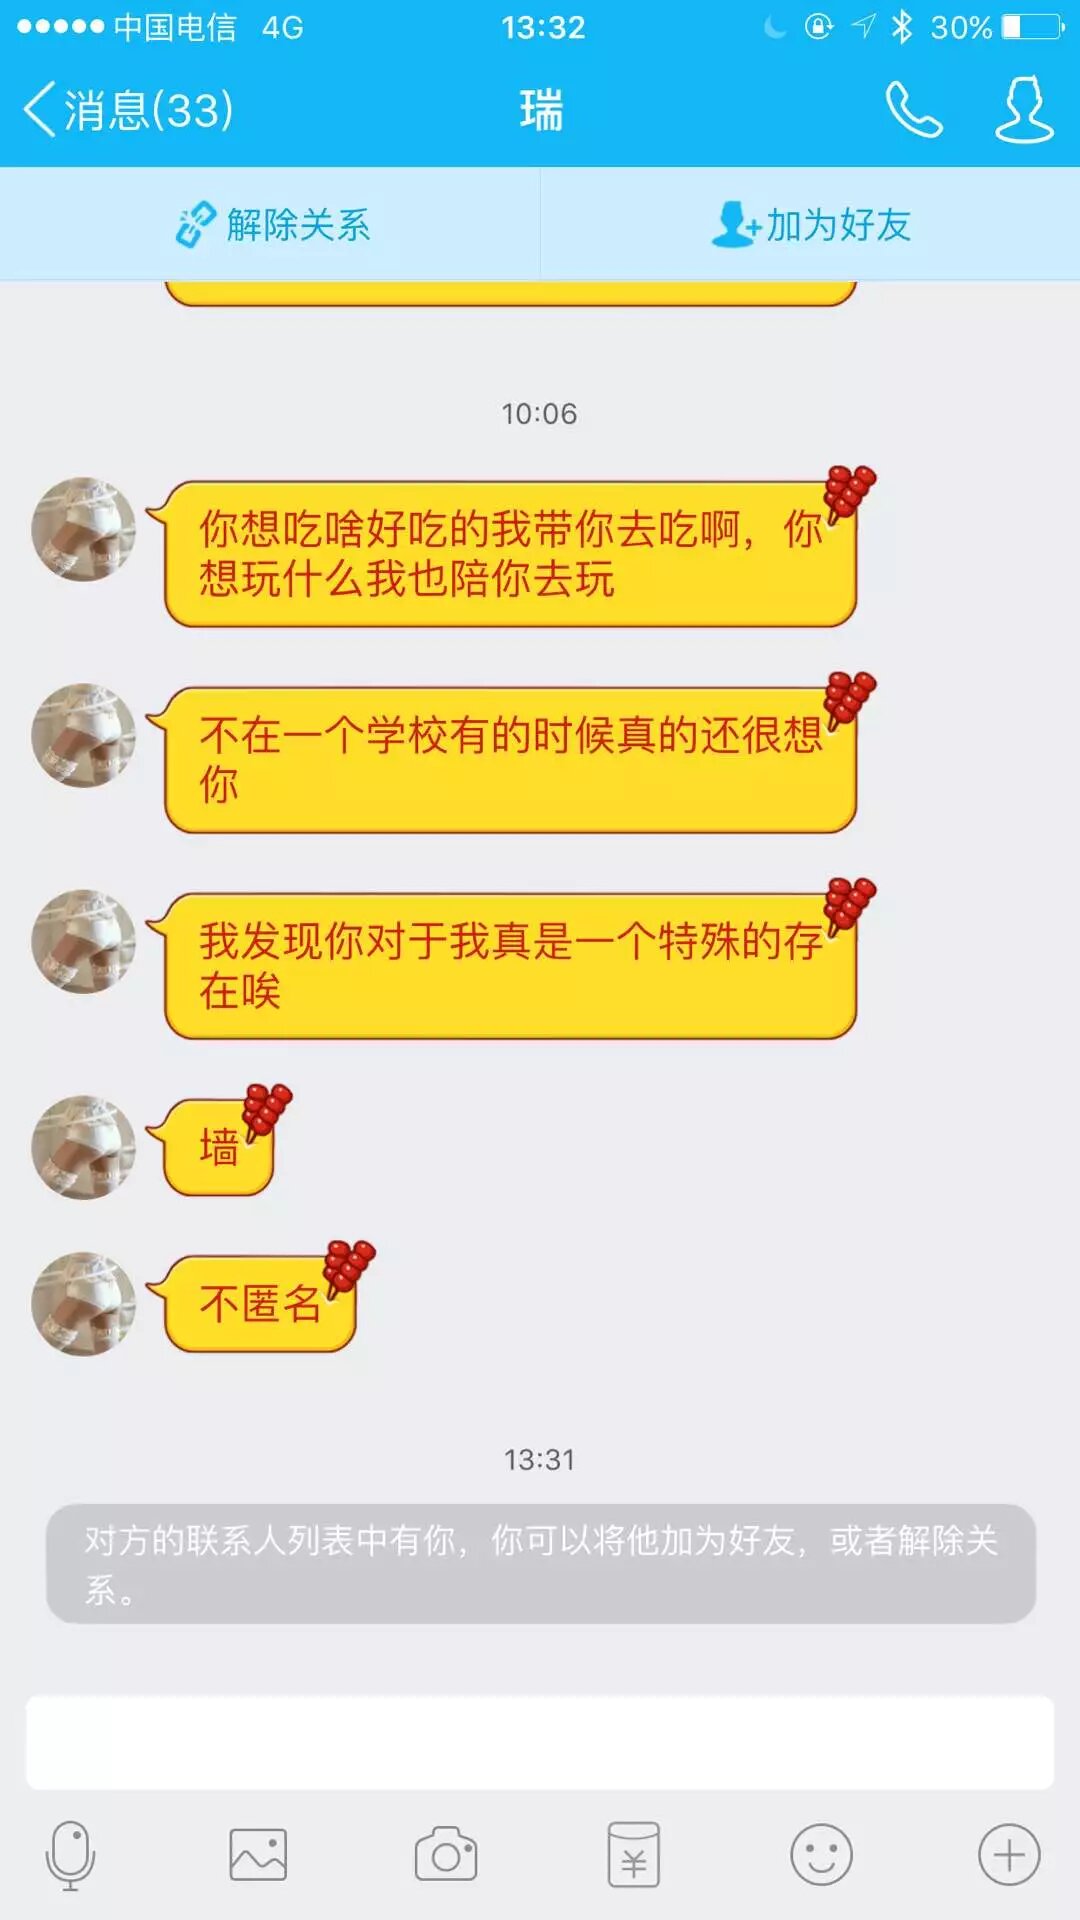 中国电信 4G 13:32 30%
消息(33) 瑞
解除关系 加为好友
10:06
你想吃啥好吃的我带你去吃啊，你
想玩什么我也陪你去玩
不在一个学校有的时候真的还很想
你
我发现你对于我真是一个特殊的存
在唉
墙
不匿名
13:31
对方的联系人列表中有你，你可以将他加为好友，或者解除关
系。
¥